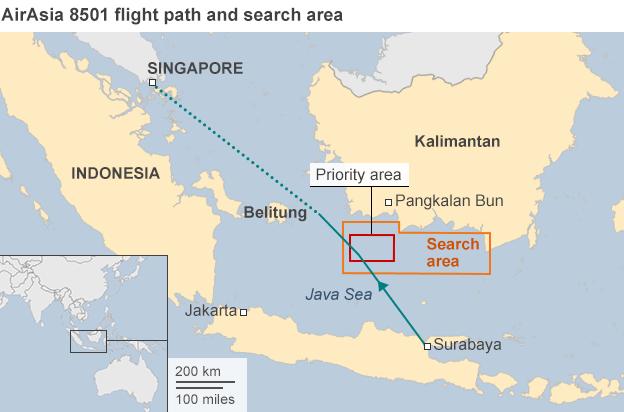 AirAsia 8501 flight path and search area
SINGAPORE
Kalimantan
INDONESIA
Priority area
Pangkalan Bun
Belitung
Search
area
Java Sea
Jakarta
Surabaya
200 km
100 miles